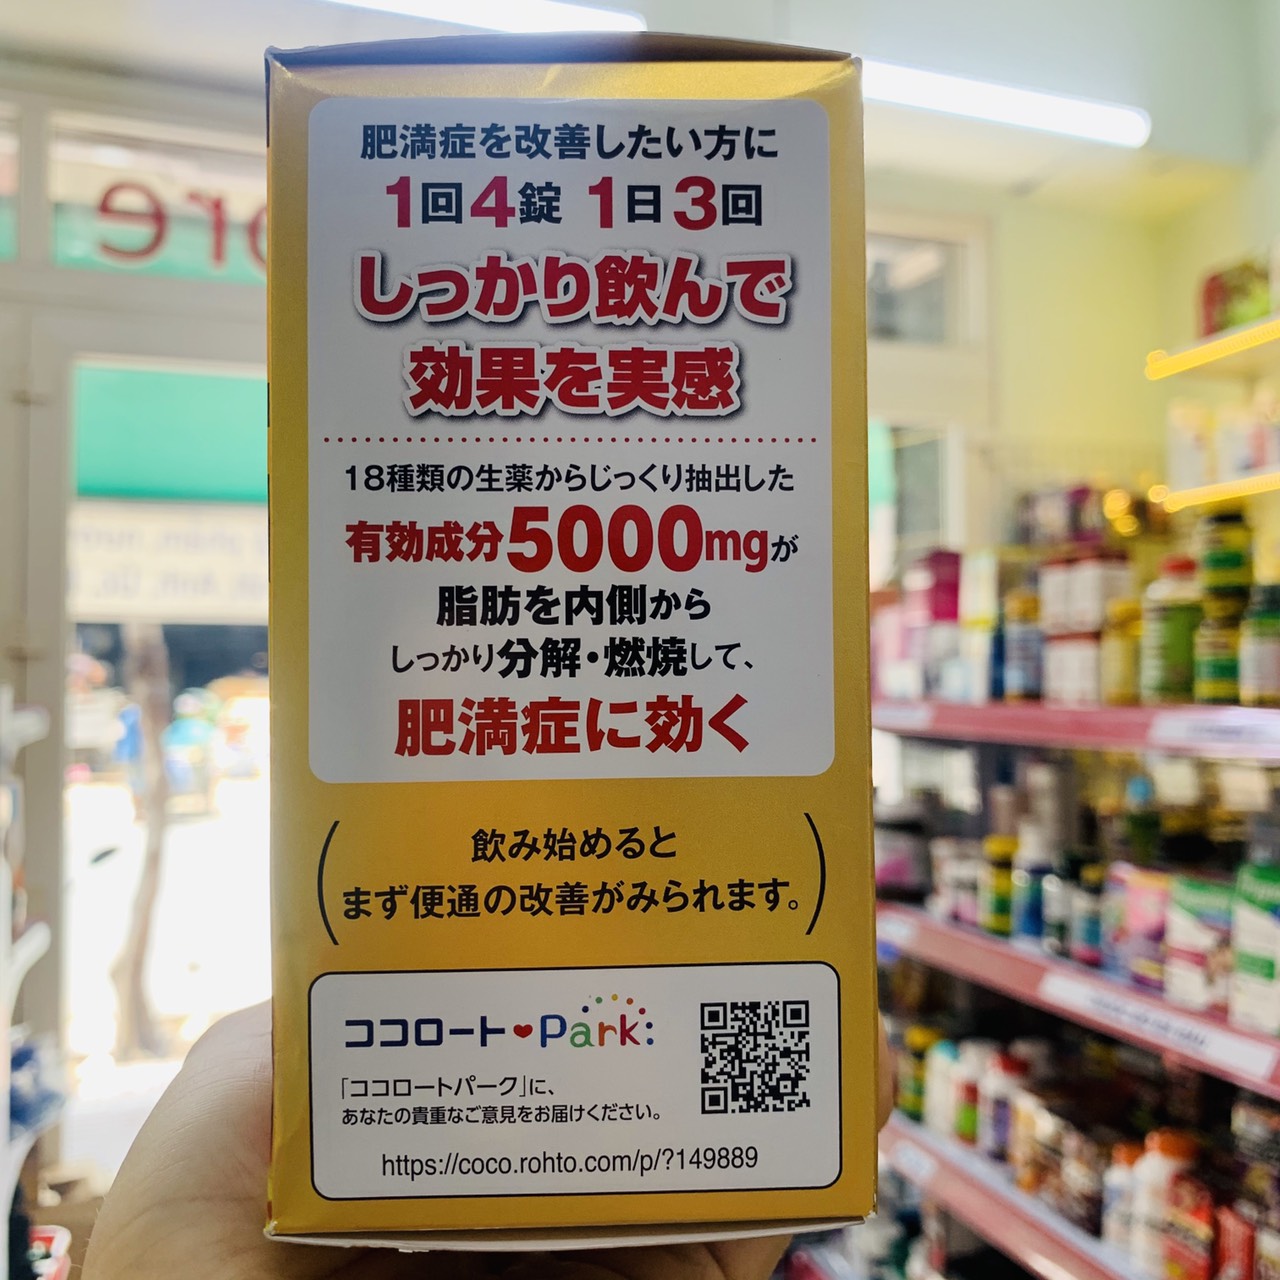 肥満症を改善したい方に
1回4錠 1日3回
しっかり飲んで
効果を実感
18種類の生薬からじっくり抽出した
有効成分5000mgが
脂肪を内側から
しっかり分解・燃焼して、
肥満症に効く
(飲み始めると
まず便通の改善がみられます。)
ココロート♥Park:
「ココロートパーク」に、
あなたの貴重なご意見をお届けください。
https://coco.rohto.com/p/?149889